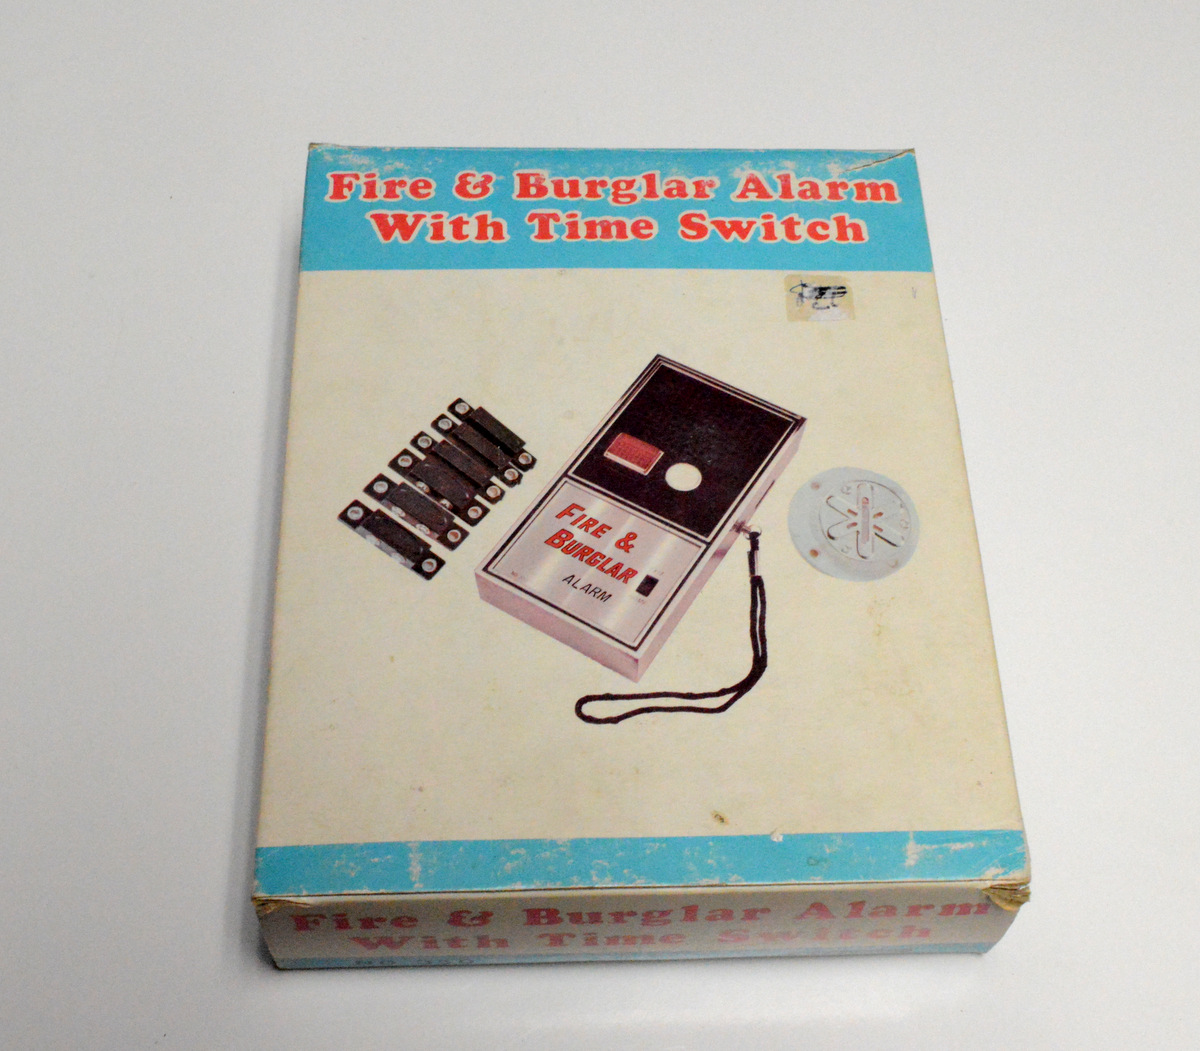 Fire & Burglar Alarm
With Time Switch
FIRE &
BURGLAR
ALARM
Fire & Burglar Alarm
With Time Switch